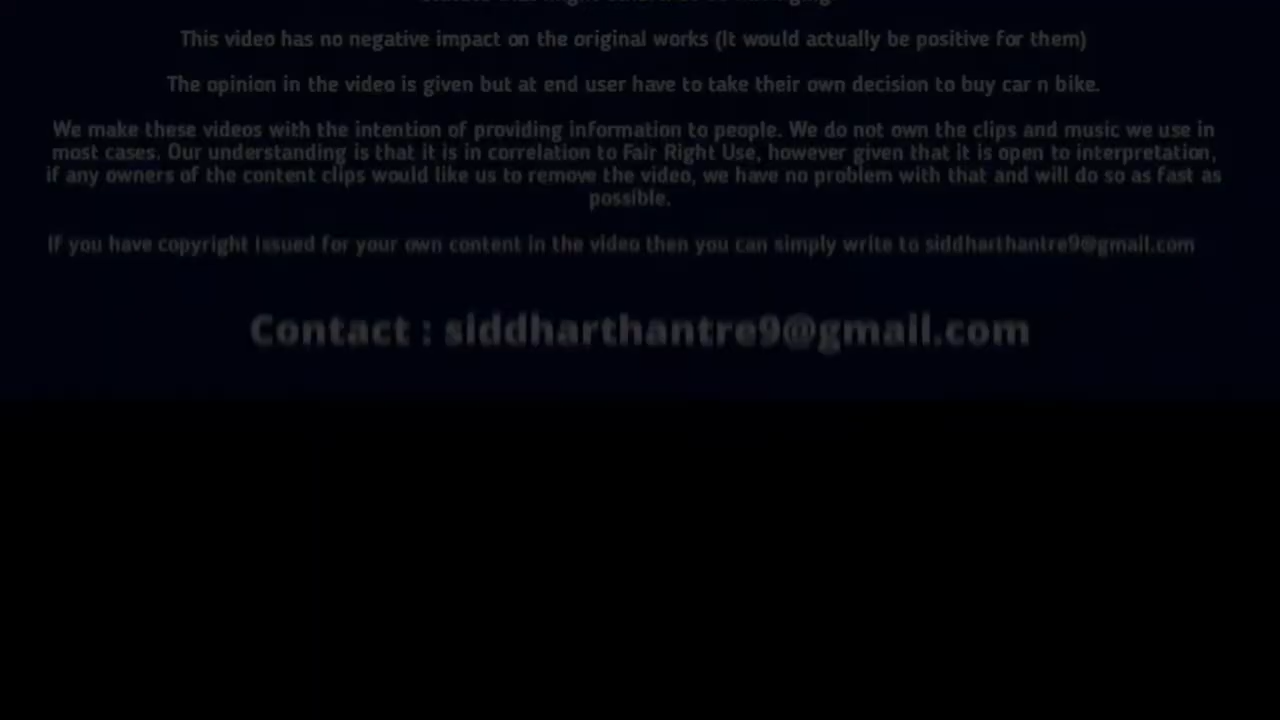 This video has no negative impact on the original works (It would actually be positive for them)
The opinion in the video is given but at end user have to take their own decision to buy car n bike.
We make these videos with the intention of providing information to people. We do not own the clips and music we use in
most cases. Our understanding is that it is in correlation to Fair Right Use, however given that it is open to interpretation,
if any owners of the content clips would like us to remove the video, we have no problem with that and will do so as fast as
possible.
If you have copyright issued for your own content in the video then you can simply write to siddharthantre9@gmail.com
Contact : siddharthantre9@gmail.com